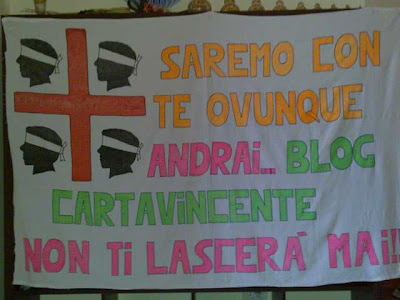 SAREMO CON
TE OVUNQUE
ANDRAI.. BLOG
CARTAViNCENTE
NON Ti LASCERÀ MAi!!